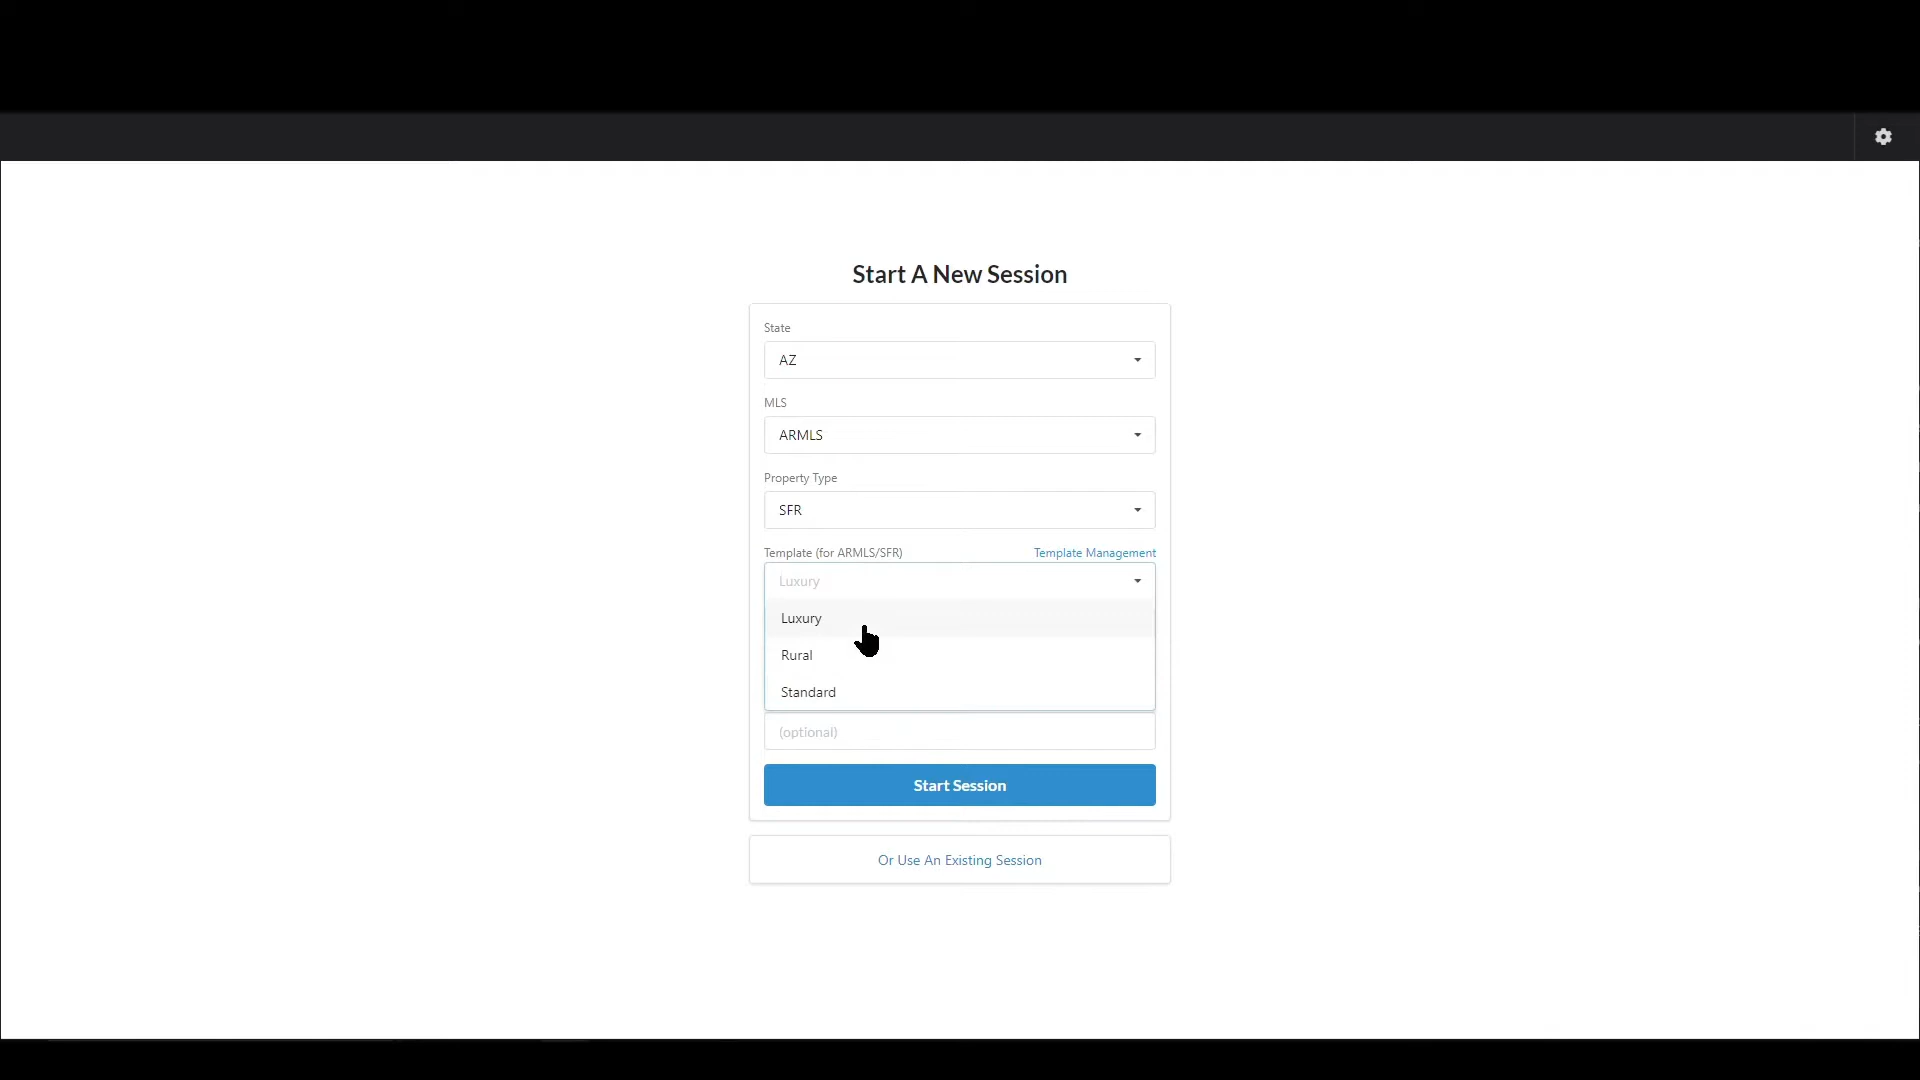 Start A New Session
State
AZ
MLS
ARMLS
Property Type
SFR
Template (for ARMLS/SFR) Template Management
Luxury
Luxury
Rural
Standard
(optional)
Start Session
Or Use An Existing Session